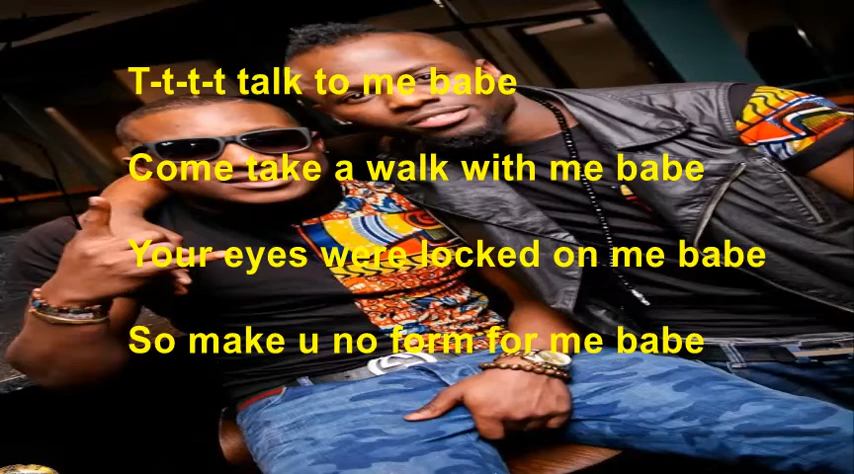 T-t-t-t talk to me babe
Come take a walk with me babe
Your eyes were locked on me babe
So make u no form for me babe